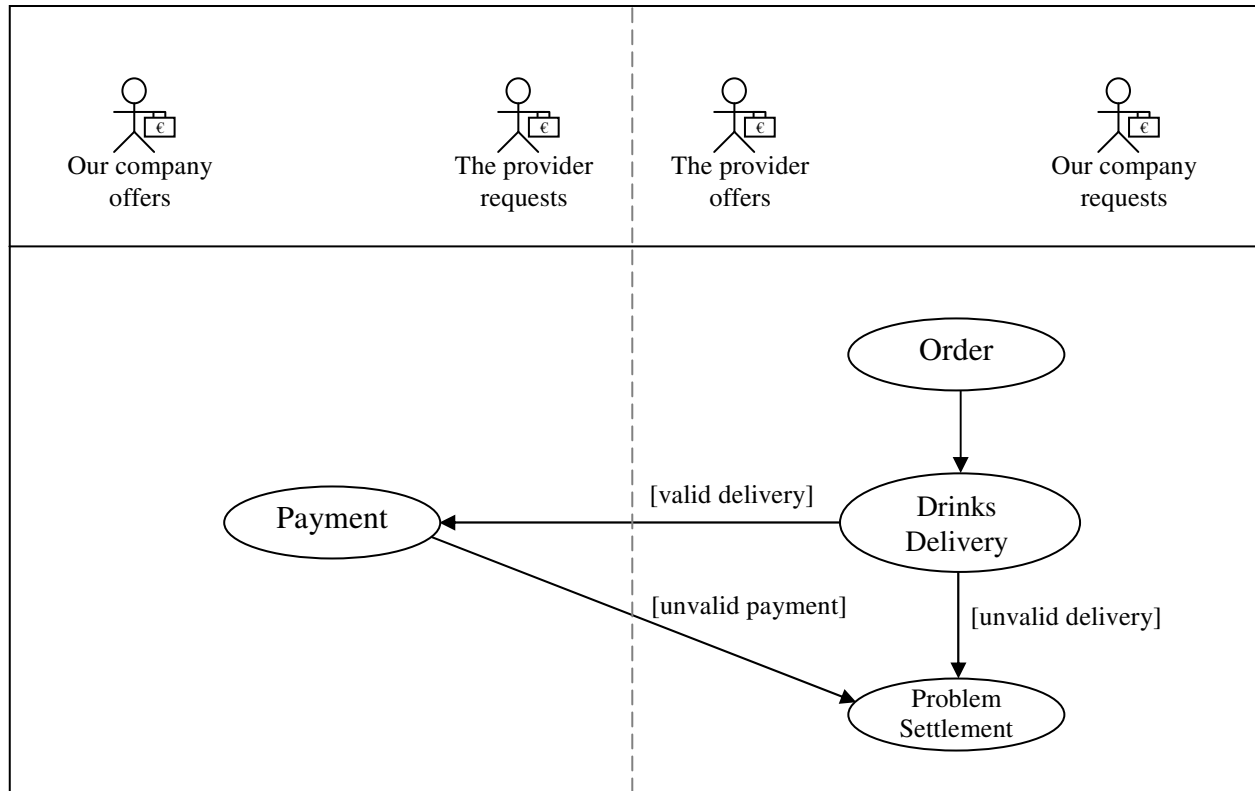 €
€
€
€
Our company
offers
The provider
requests
The provider
offers
Our company
requests
Order
[valid delivery]
Payment
Drinks
Delivery
[unvalid payment]
[unvalid delivery]
Problem
Settlement